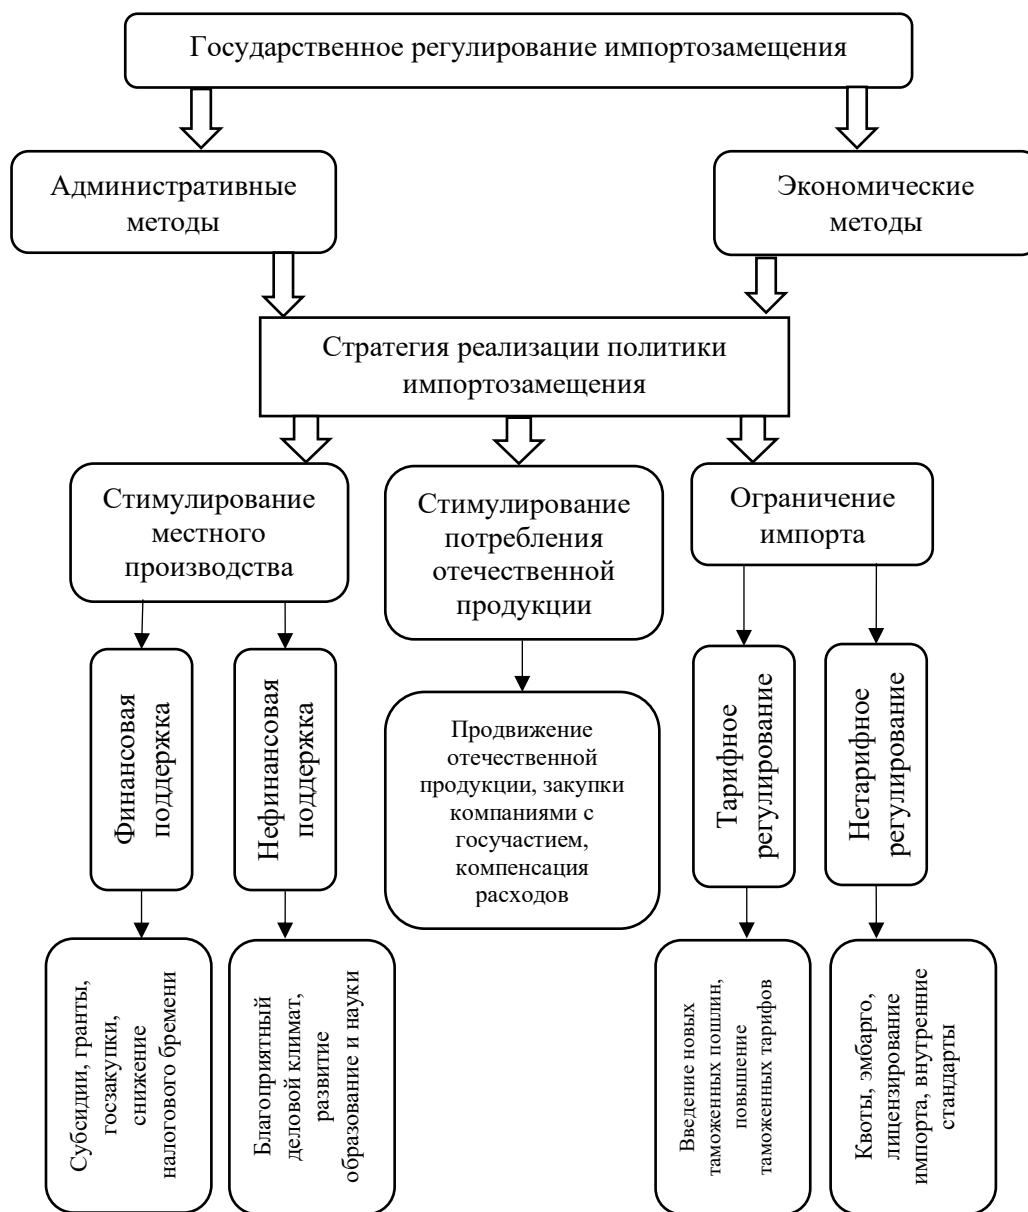 Государственное регулирование импортозамещения
Административные
методы
Экономические
методы
Стратегия реализации политики
импортозамещения
Стимулирование
местного
производства
Стимулирование
потребления
отечественной
продукции
Ограничение
импорта
Финансовая
поддержка
Нефинансовая
поддержка
Продвижение
отечественной
продукции, закупки
компаниями с
госучастием,
компенсация
расходов
Тарифное
регулирование
Нетарифное
регулирование
Субсидии, гранты,
госзакупки,
снижение
налогового бремени
Благоприятный
деловой климат,
развитие
образование и науки
Введение новых
таможенных пошлин,
повышение
таможенных тарифов
Квоты, эмбарго,
лицензирование
импорта, внутренние
стандарты